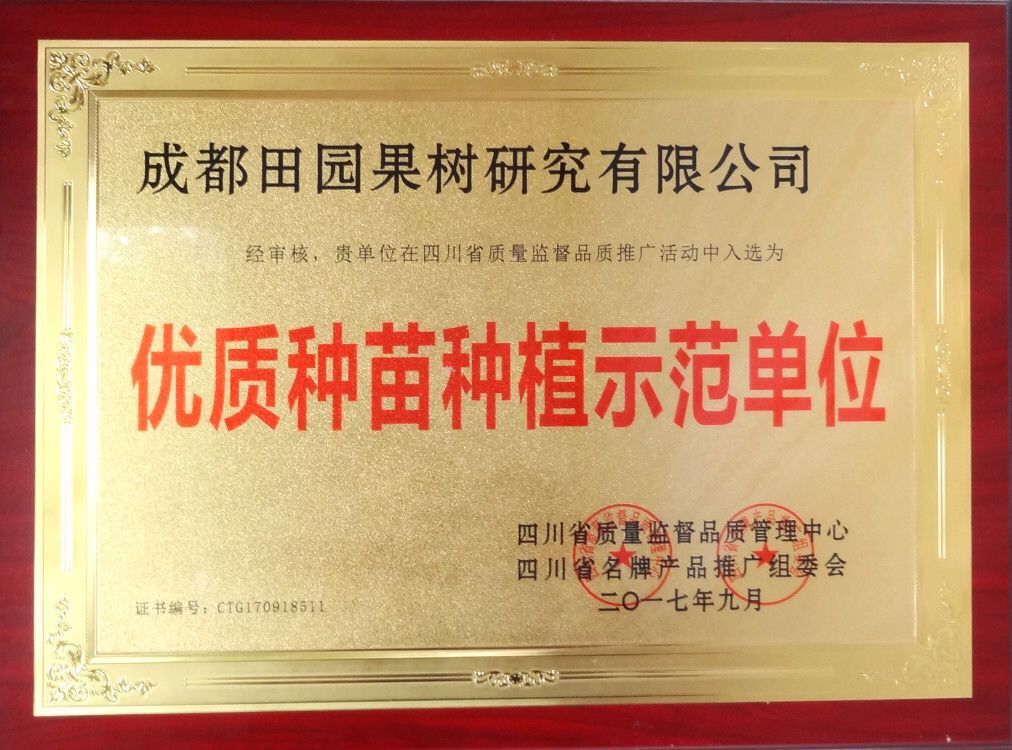 成都田园果树研究有限公司
经审核，贵单位在四川省质量监督品质推广活动中入选为
优质种苗种植示范单位
四川省质量监督品质管理中心
四川省名牌产品推广组委会
二〇一七年九月
证书编号：CTG170918511